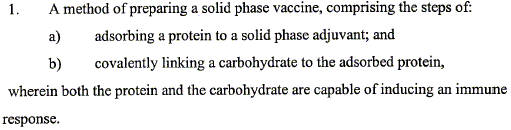 1. A method of preparing a solid phase vaccine, comprising the steps of:
a) adsorbing a protein to a solid phase adjuvant; and
b) covalently linking a carbohydrate to the adsorbed protein,
wherein both the protein and the carbohydrate are capable of inducing an immune
response.